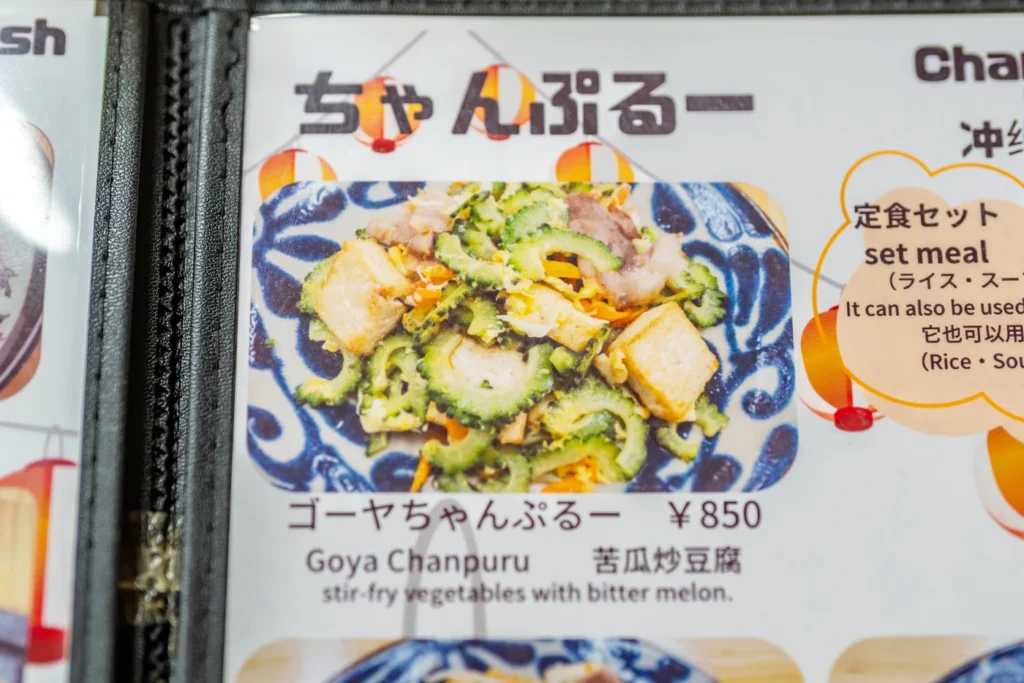 sh
ちゃんぷるー
Cha
冲
定食セット
set meal
（ライス・スー
It can also be used
它也可以用
(Rice・Sou
ゴーヤちゃんぷるー ￥850
Goya Chanpuru 苦瓜炒豆腐
stir-fry vegetables with bitter melon.